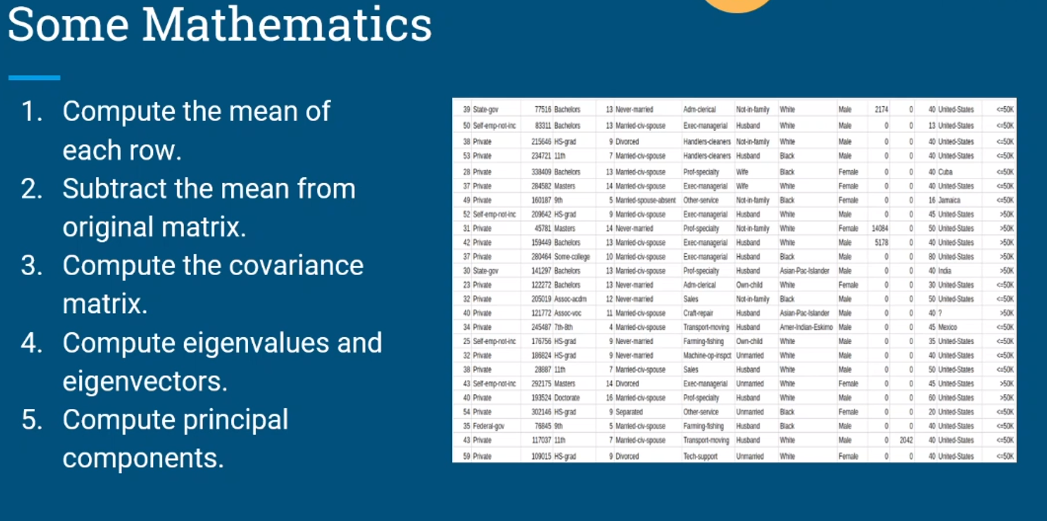 Some Mathematics
1. Compute the mean of
each row.
2. Subtract the mean from
original matrix.
3. Compute the covariance
matrix.
4. Compute eigenvalues and
eigenvectors.
5. Compute principal
components.
39 State-gov 77516 Bachelors 13 Never-married Adm-clerical Not-in-family White Male 2174 0 40 United-States <=50K
50 Self-emp-not-inc 83311 Bachelors 13 Married-civ-spouse Exec-managerial Husband White Male 0 0 13 United-States <=50K
38 Private 215646 HS-grad 9 Divorced Handlers-cleaners Not-in-family White Male 0 0 40 United-States <=50K
53 Private 234721 11th 7 Married-civ-spouse Handlers-cleaners Husband Black Male 0 0 40 United-States <=50K
28 Private 338409 Bachelors 13 Married-civ-spouse Prof-specialty Wife Black Female 0 0 40 Cuba <=50K
37 Private 284582 Masters 14 Married-civ-spouse Exec-managerial Wife White Female 0 0 40 United-States <=50K
49 Private 160187 9th 5 Married-spouse-absent Other-service Not-in-family Black Female 0 0 16 Jamaica <=50K
52 Self-emp-not-inc 209642 HS-grad 9 Married-civ-spouse Exec-managerial Husband White Male 0 0 45 United-States >50K
31 Private 45781 Masters 14 Never-married Prof-specialty Not-in-family White Female 14084 0 50 United-States >50K
42 Private 159449 Bachelors 13 Married-civ-spouse Exec-managerial Husband White Male 5178 0 40 United-States >50K
37 Private 280464 Some-college 10 Married-civ-spouse Exec-managerial Husband Black Male 0 0 80 United-States >50K
30 State-gov 141297 Bachelors 13 Married-civ-spouse Prof-specialty Husband Asian-Pac-Islander Male 0 0 40 India >50K
23 Private 122272 Bachelors 13 Never-married Adm-clerical Own-child White Female 0 0 30 United-States <=50K
32 Private 205019 Assoc-acdm 12 Never-married Sales Not-in-family Black Male 0 0 50 United-States <=50K
40 Private 121772 Assoc-voc 11 Married-civ-spouse Craft-repair Husband Asian-Pac-Islander Male 0 0 40 ? >50K
34 Private 245487 7th-8th 4 Married-civ-spouse Transport-moving Husband Amer-Indian-Eskimo Male 0 0 45 Mexico <=50K
25 Self-emp-not-inc 176756 HS-grad 9 Never-married Farming-fishing Own-child White Male 0 0 35 United-States <=50K
32 Private 186824 HS-grad 9 Never-married Machine-op-inspct Unmarried White Male 0 0 40 United-States <=50K
38 Private 28887 11th 7 Married-civ-spouse Sales Husband White Male 0 0 50 United-States <=50K
43 Self-emp-not-inc 292175 Masters 14 Divorced Exec-managerial Unmarried White Female 0 0 45 United-States >50K
40 Private 193524 Doctorate 16 Married-civ-spouse Prof-specialty Husband White Male 0 0 60 United-States >50K
54 Private 302146 HS-grad 9 Separated Other-service Unmarried Black Female 0 0 20 United-States <=50K
35 Federal-gov 76845 9th 5 Married-civ-spouse Farming-fishing Husband Black Male 0 0 40 United-States <=50K
43 Private 117037 11th 7 Married-civ-spouse Transport-moving Husband White Male 0 2042 40 United-States <=50K
59 Private 109015 HS-grad 9 Divorced Tech-support Unmarried White Female 0 0 40 United-States <=50K